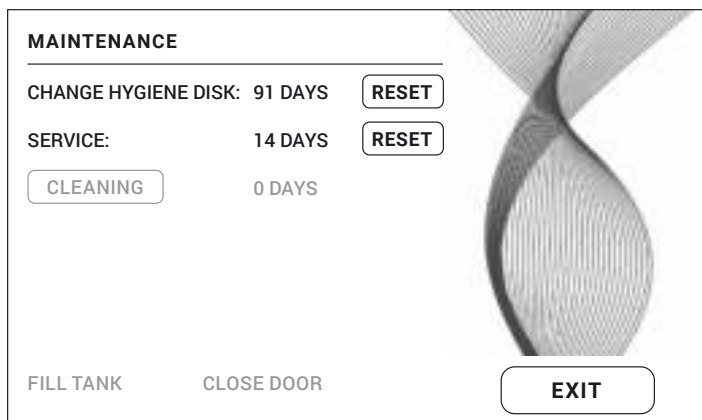 MAINTENANCE
CHANGE HYGIENE DISK: 91 DAYS RESET
SERVICE: 14 DAYS RESET
CLEANING 0 DAYS
FILL TANK CLOSE DOOR EXIT